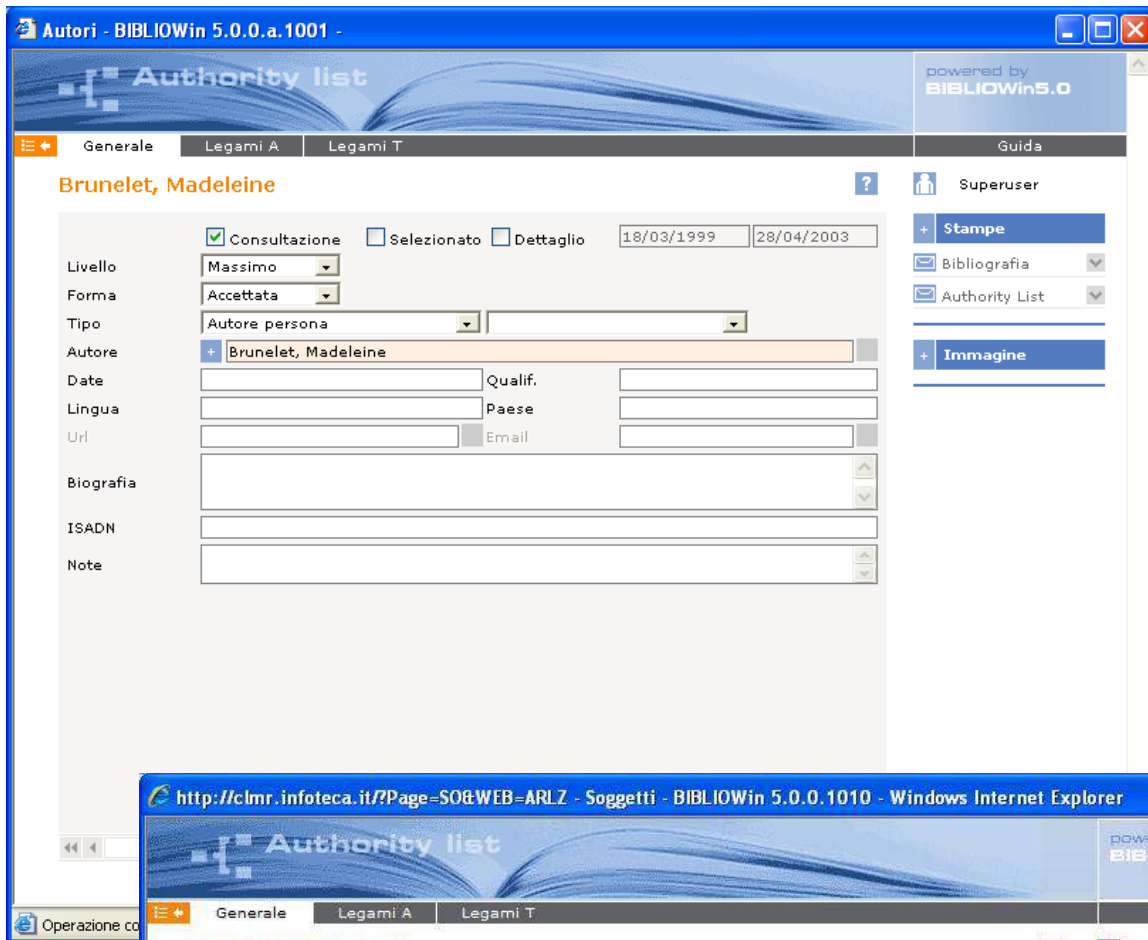 Autori - BIBLIOWin 5.0.0.a.1001 -
Authority list
powered by
BIBLIOWin5.0
Generale Legami A Legami T Guida
Brunelet, Madeleine ? Superuser
Consultazione Selezionato Dettaglio 18/03/1999 28/04/2003
+ Stampe
Livello Massimo
Bibliografia
Forma Accettata
Authority List
Tipo Autore persona
Autore + Brunelet, Madeleine
+ Immagine
Date Qualif.
Lingua Paese
Url Email
Biografia
ISADN
Note
http://clmr.infoteca.it/?Page=SO&WEB=ARLZ - Soggetti - BIBLIOWin 5.0.0.1010 - Windows Internet Explorer
Authority list
pow
BIB
Generale Legami A Legami T
Operazione co